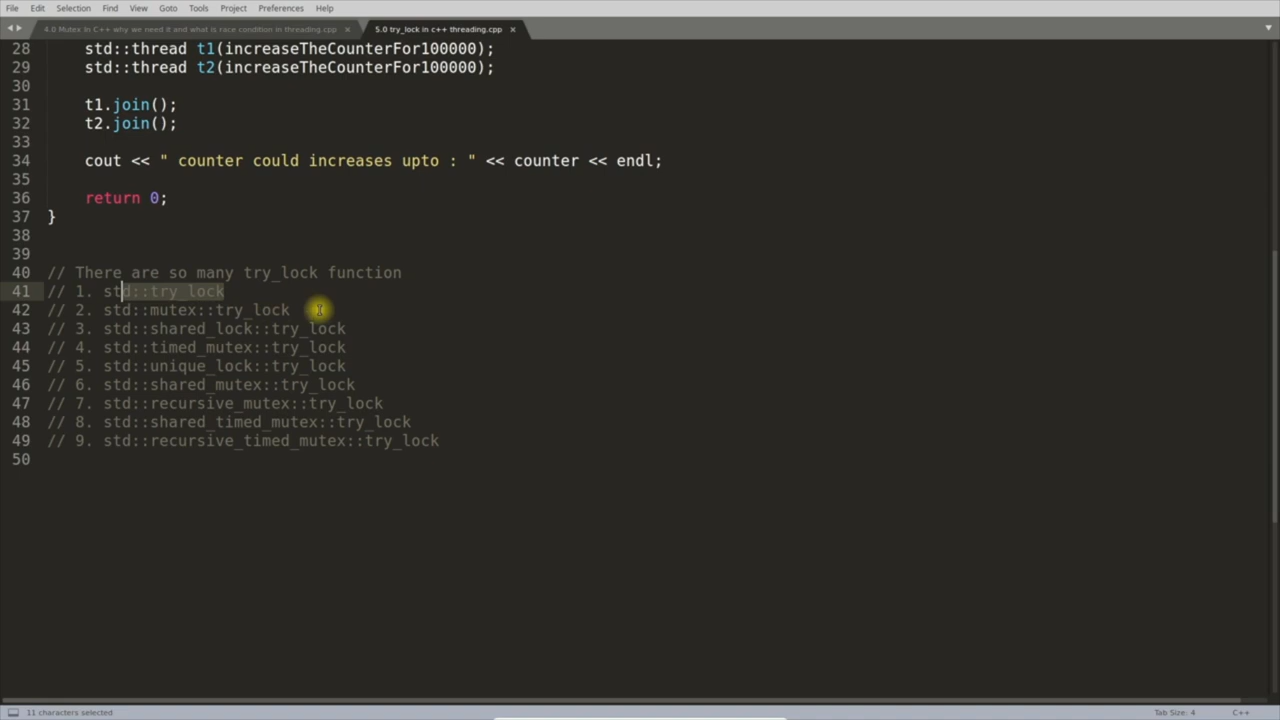 File Edit Selection Find View Goto Tools Project Preferences Help
4.0 Mutex In C++ why we need it and what is race condition in threading.cpp × 5.0 try_lock in c++ threading.cpp ×
28 std::thread t1(increaseTheCounterFor100000);
29 std::thread t2(increaseTheCounterFor100000);
30
31 t1.join();
32 t2.join();
33
34 cout << " counter could increases upto : " << counter << endl;
35
36 return 0;
37 }
38
39
40 // There are so many try_lock function
41 // 1. std::try_lock
42 // 2. std::mutex::try_lock
43 // 3. std::shared_lock::try_lock
44 // 4. std::timed_mutex::try_lock
45 // 5. std::unique_lock::try_lock
46 // 6. std::shared_mutex::try_lock
47 // 7. std::recursive_mutex::try_lock
48 // 8. std::shared_timed_mutex::try_lock
49 // 9. std::recursive_timed_mutex::try_lock
50
11 characters selected Tab Size: 4 C++